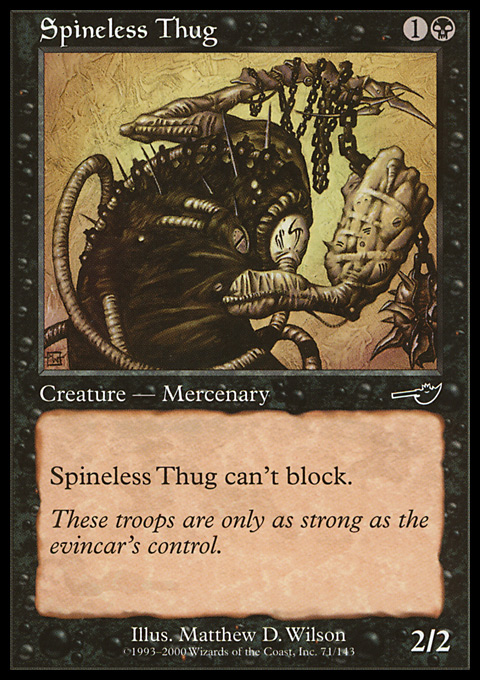 Spineless Thug 1
Creature — Mercenary
Spineless Thug can't block.
These troops are only as strong as the
evincar's control.
Illus. Matthew D. Wilson
2/2
©1993–2000 Wizards of the Coast, Inc. 71/143